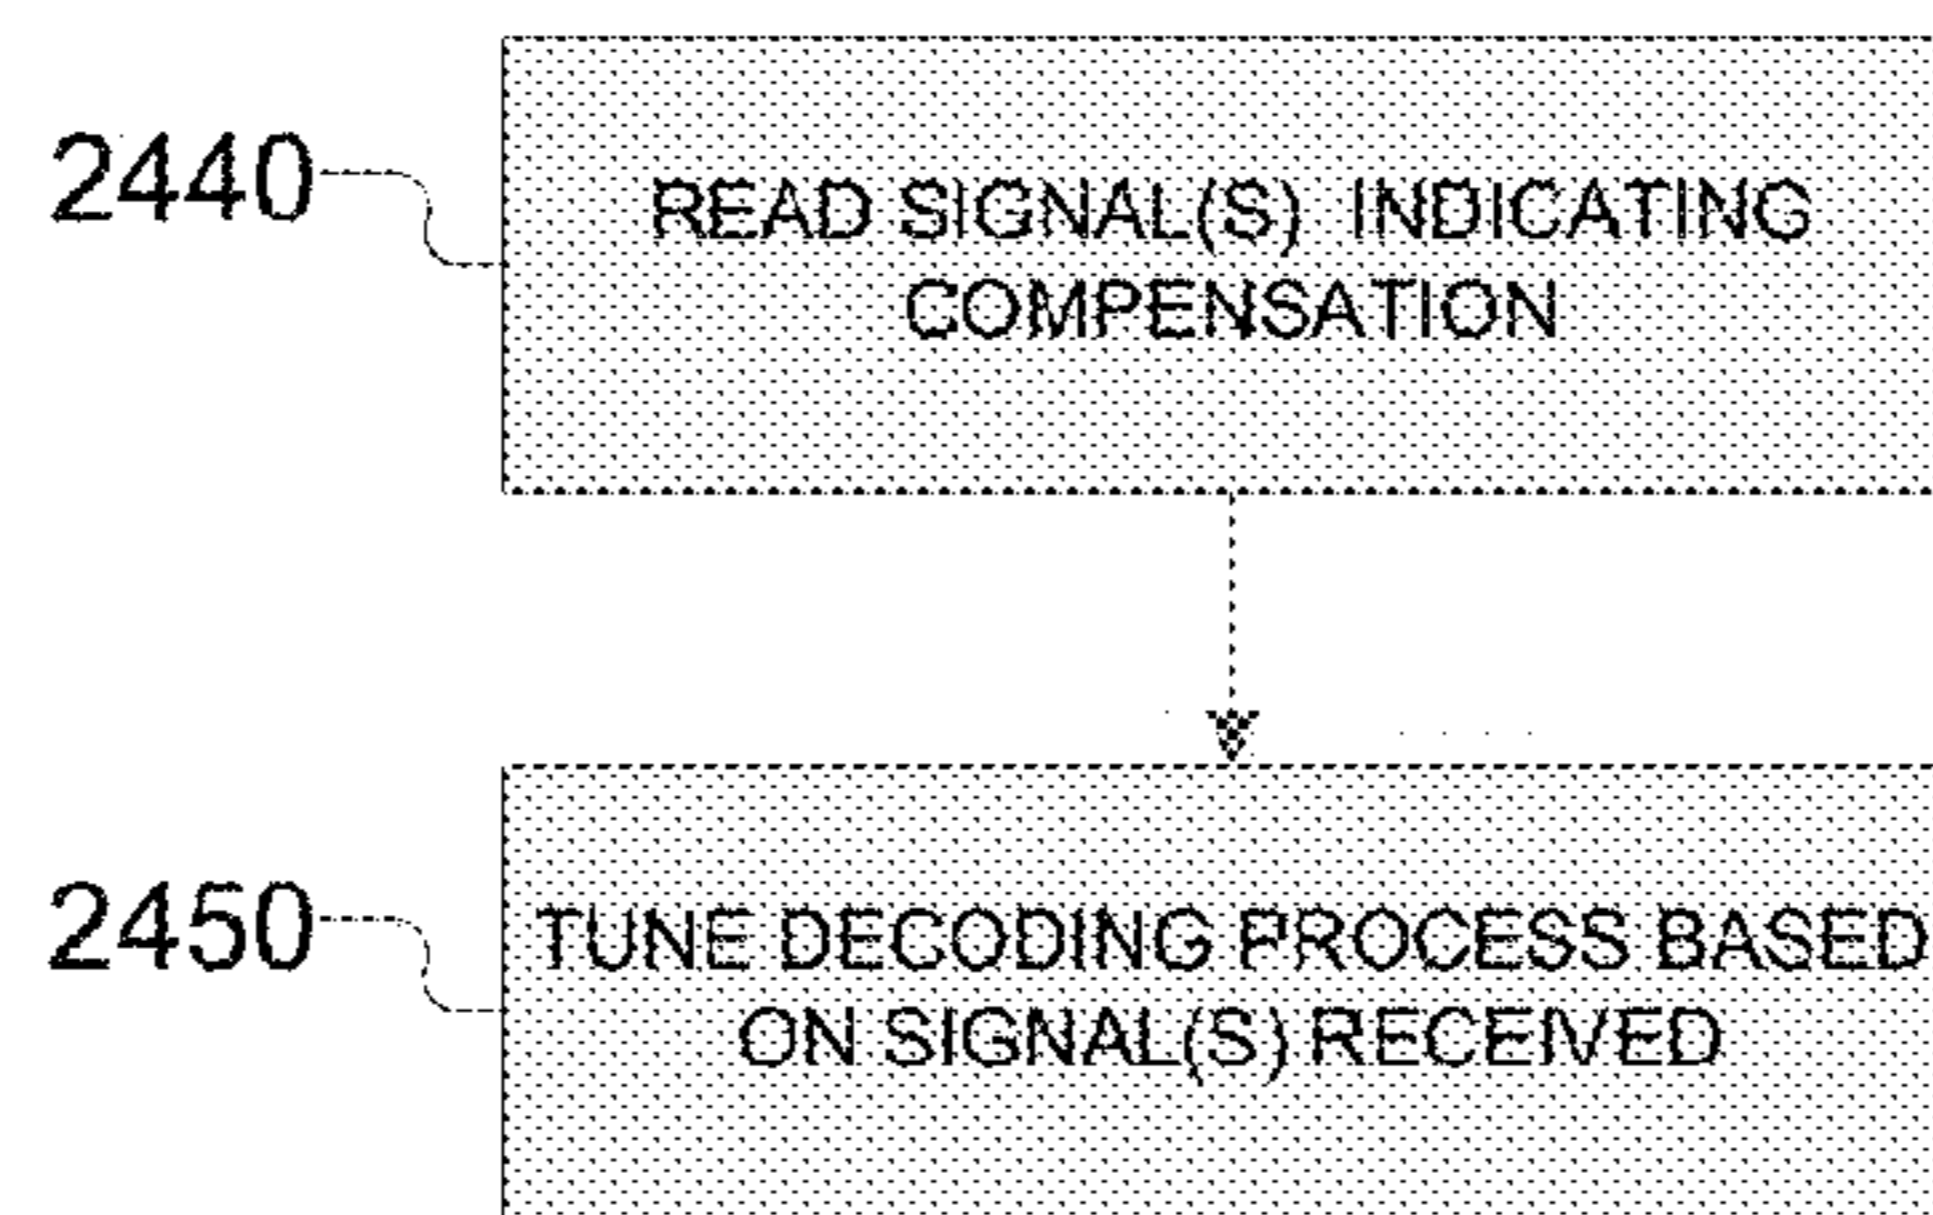 2440
READ SIGNAL(S) INDICATING
COMPENSATION
2450
TUNE DECODING PROCESS BASED
ON SIGNAL(S) RECEIVED